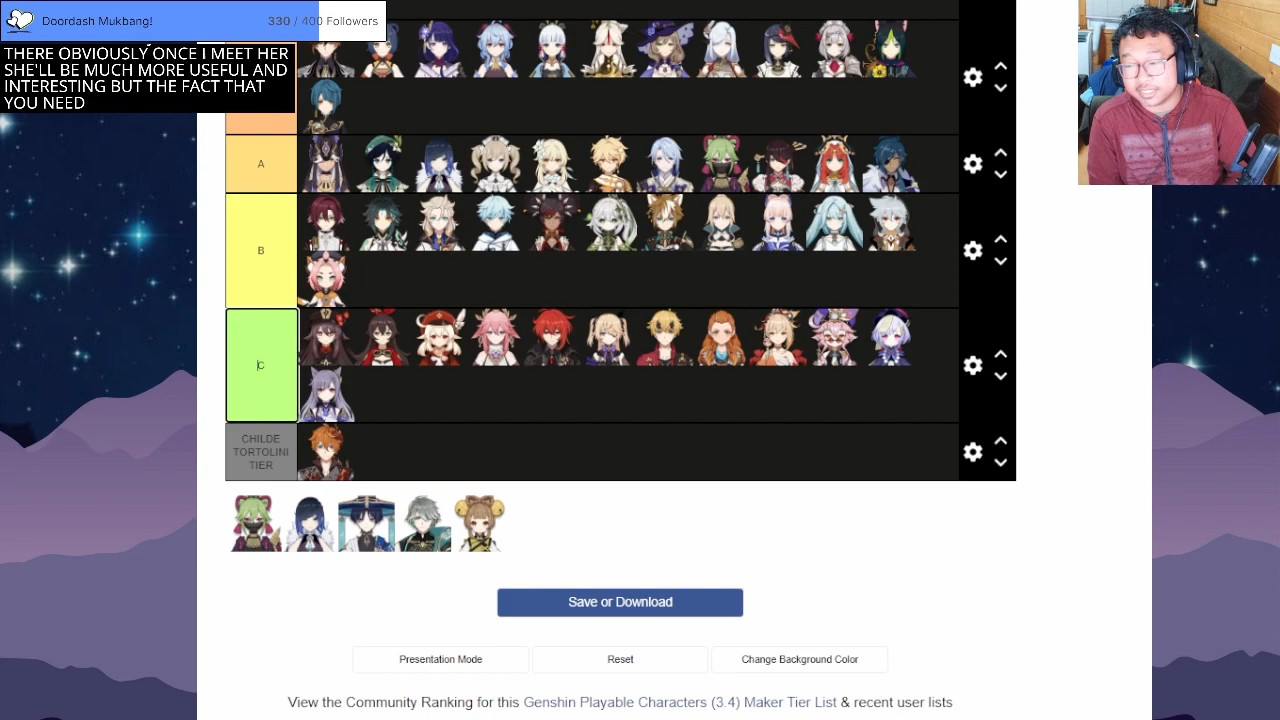 Doordash Mukbang! 330 / 400 Followers
THERE OBVIOUSLY ONCE I MEET HER
SHE'LL BE MUCH MORE USEFUL AND
INTERESTING BUT THE FACT THAT
YOU NEED
A
B
C
CHILDE
TORTOLINI
TIER
Save or Download
Presentation Mode
Reset
Change Background Color
View the Community Ranking for this Genshin Playable Characters (3.4) Maker Tier List & recent user lists